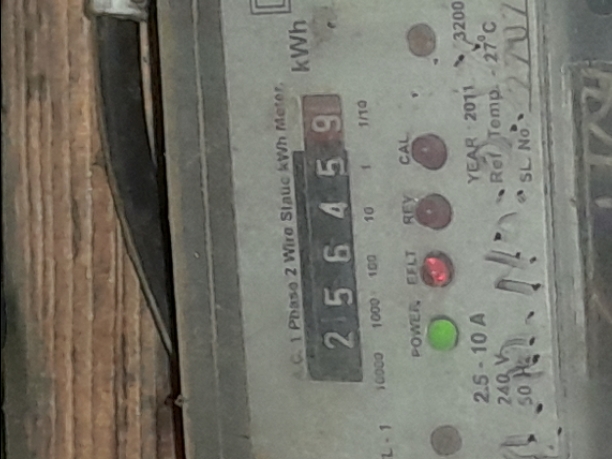 A.C. 1 Phase 2 Wire Static kWh Meter
kWh
2 5 6 4 5 9
10000 1000 100 10 1 1/10
POWER EFLT REV CAL
L - 1
2.5 - 10 A
240 V
50
YEAR : 2011
Ref. Temp. - 27°C
SL. No.
3200